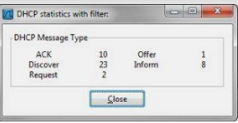 DHCP statistics with filter:
DHCP Message Type
ACK 10 Offer 1
Discover 23 Inform 8
Request 2
Close